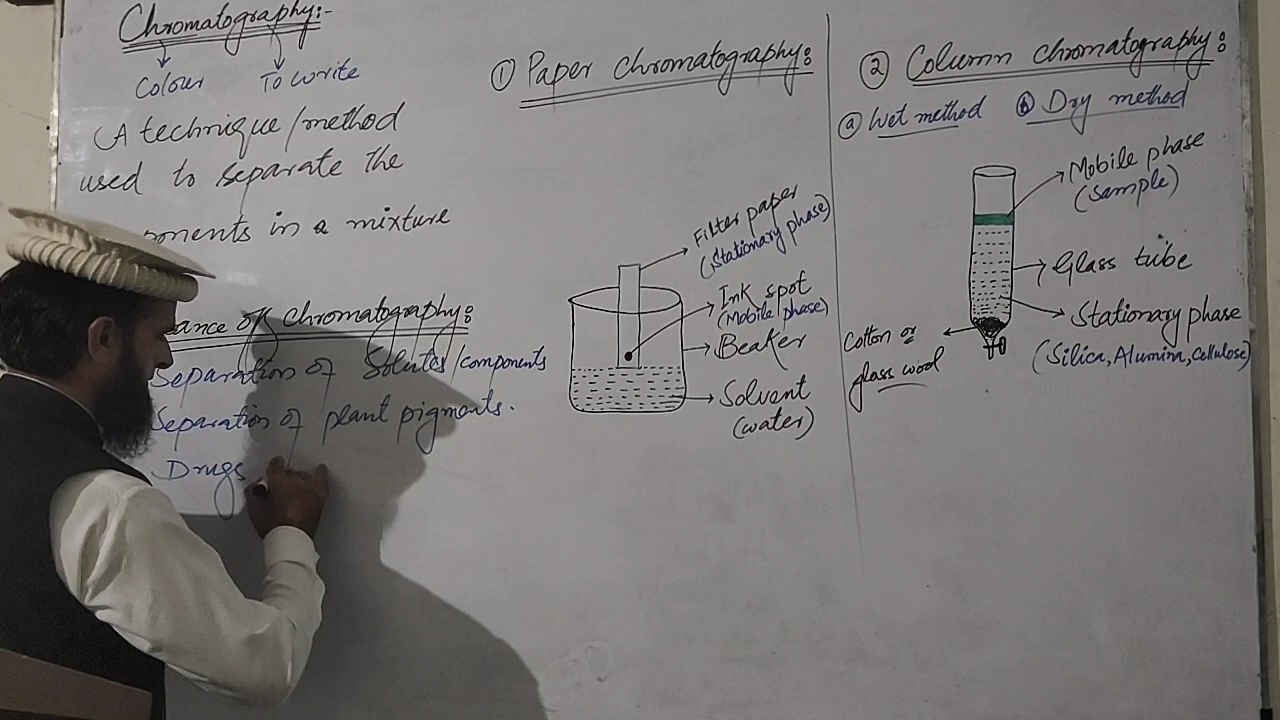 Chromatography:-
Colour To write
A technique/method
used to separate the
ponents in a mixture
ance of chromatography:
Separation of Solutes/components
Separation of plant pigments.
Drugs
① Paper chromatography:
Filter paper
(Stationary phase)
Ink spot
(Mobile phase)
Beaker
Solvent
(water)
② Column chromatography:
ⓐ Wet method ⓑ Dry method
Mobile phase
(Sample)
Glass tube
Stationary phase
(Silica, Alumina, Cellulose)
Cotton or
glass wool